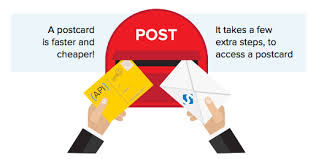 A postcard
is faster and
cheaper!
POST
It takes a few
extra steps, to
access a postcard
{API}